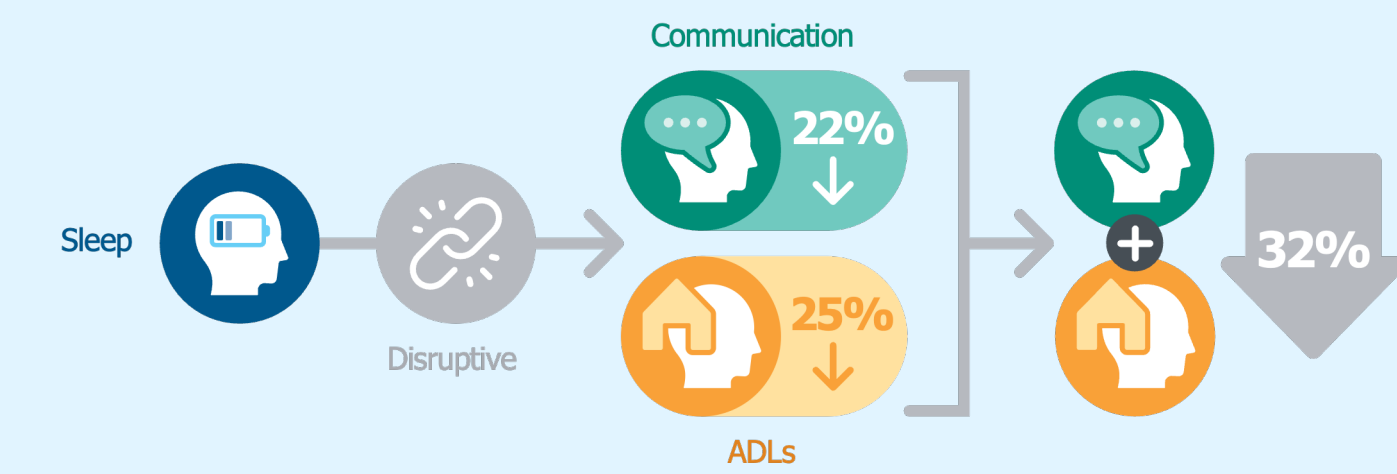 Communication
22%
Sleep
32%
25%
Disruptive
ADLs